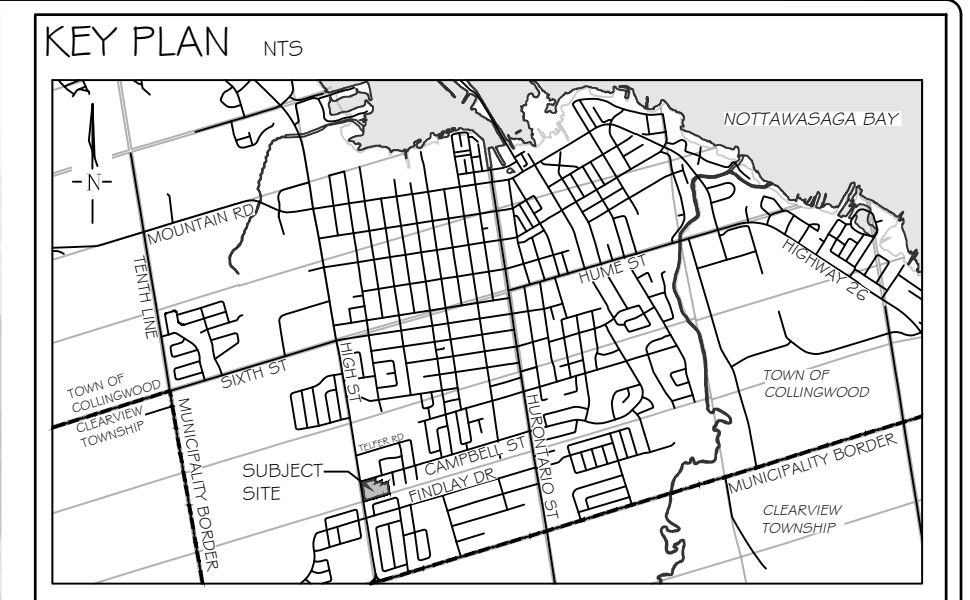 KEY PLAN NTS
NOTTAWASAGA BAY
N
MOUNTAIN RD
TENTH LINE
HUME ST
HIGHWAY 26
SIXTH ST
HIGH ST
TOWN OF
COLLINGWOOD
CLEARVIEW
TOWNSHIP
TOWN OF
COLLINGWOOD
MUNICIPALITY BORDER
HURONTARIO ST
TELFER RD
CAMPBELL ST
FINDLAY DR
SUBJECT
SITE
MUNICIPALITY BORDER
CLEARVIEW
TOWNSHIP